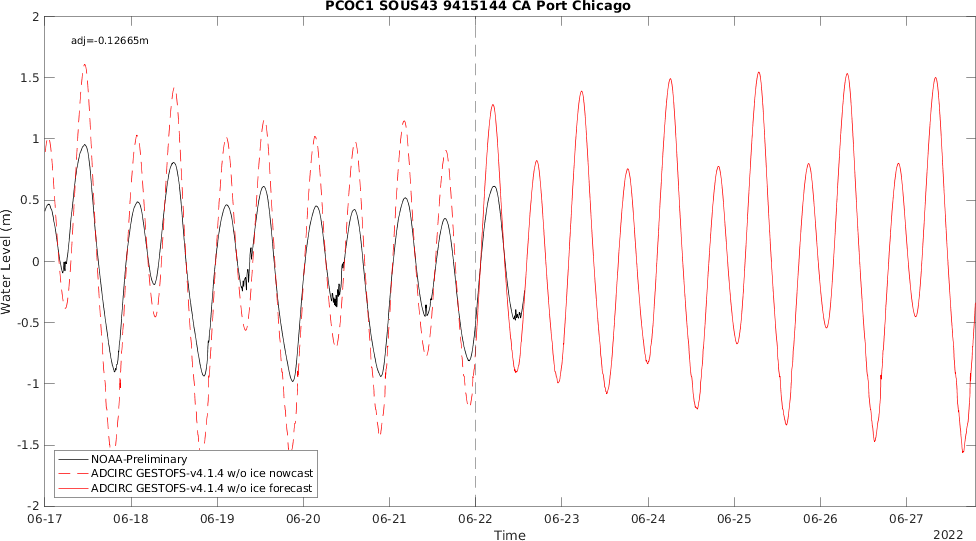 PCOC1 SOUS43 9415144 CA Port Chicago
adj=-0.12665m
2
1.5
1
0.5
0
-0.5
-1
-1.5
-2
Water Level (m)
NOAA-Preliminary
ADCIRC GESTOFS-v4.1.4 w/o ice nowcast
ADCIRC GESTOFS-v4.1.4 w/o ice forecast
06-17 06-18 06-19 06-20 06-21 06-22 06-23 06-24 06-25 06-26 06-27
Time
2022